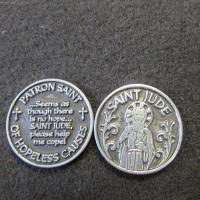 PATRON SAINT
...Seems as
though there
is no hope...
SAINT JUDE,
please help
me cope!
OF HOPELESS CAUSES
SAINT JUDE